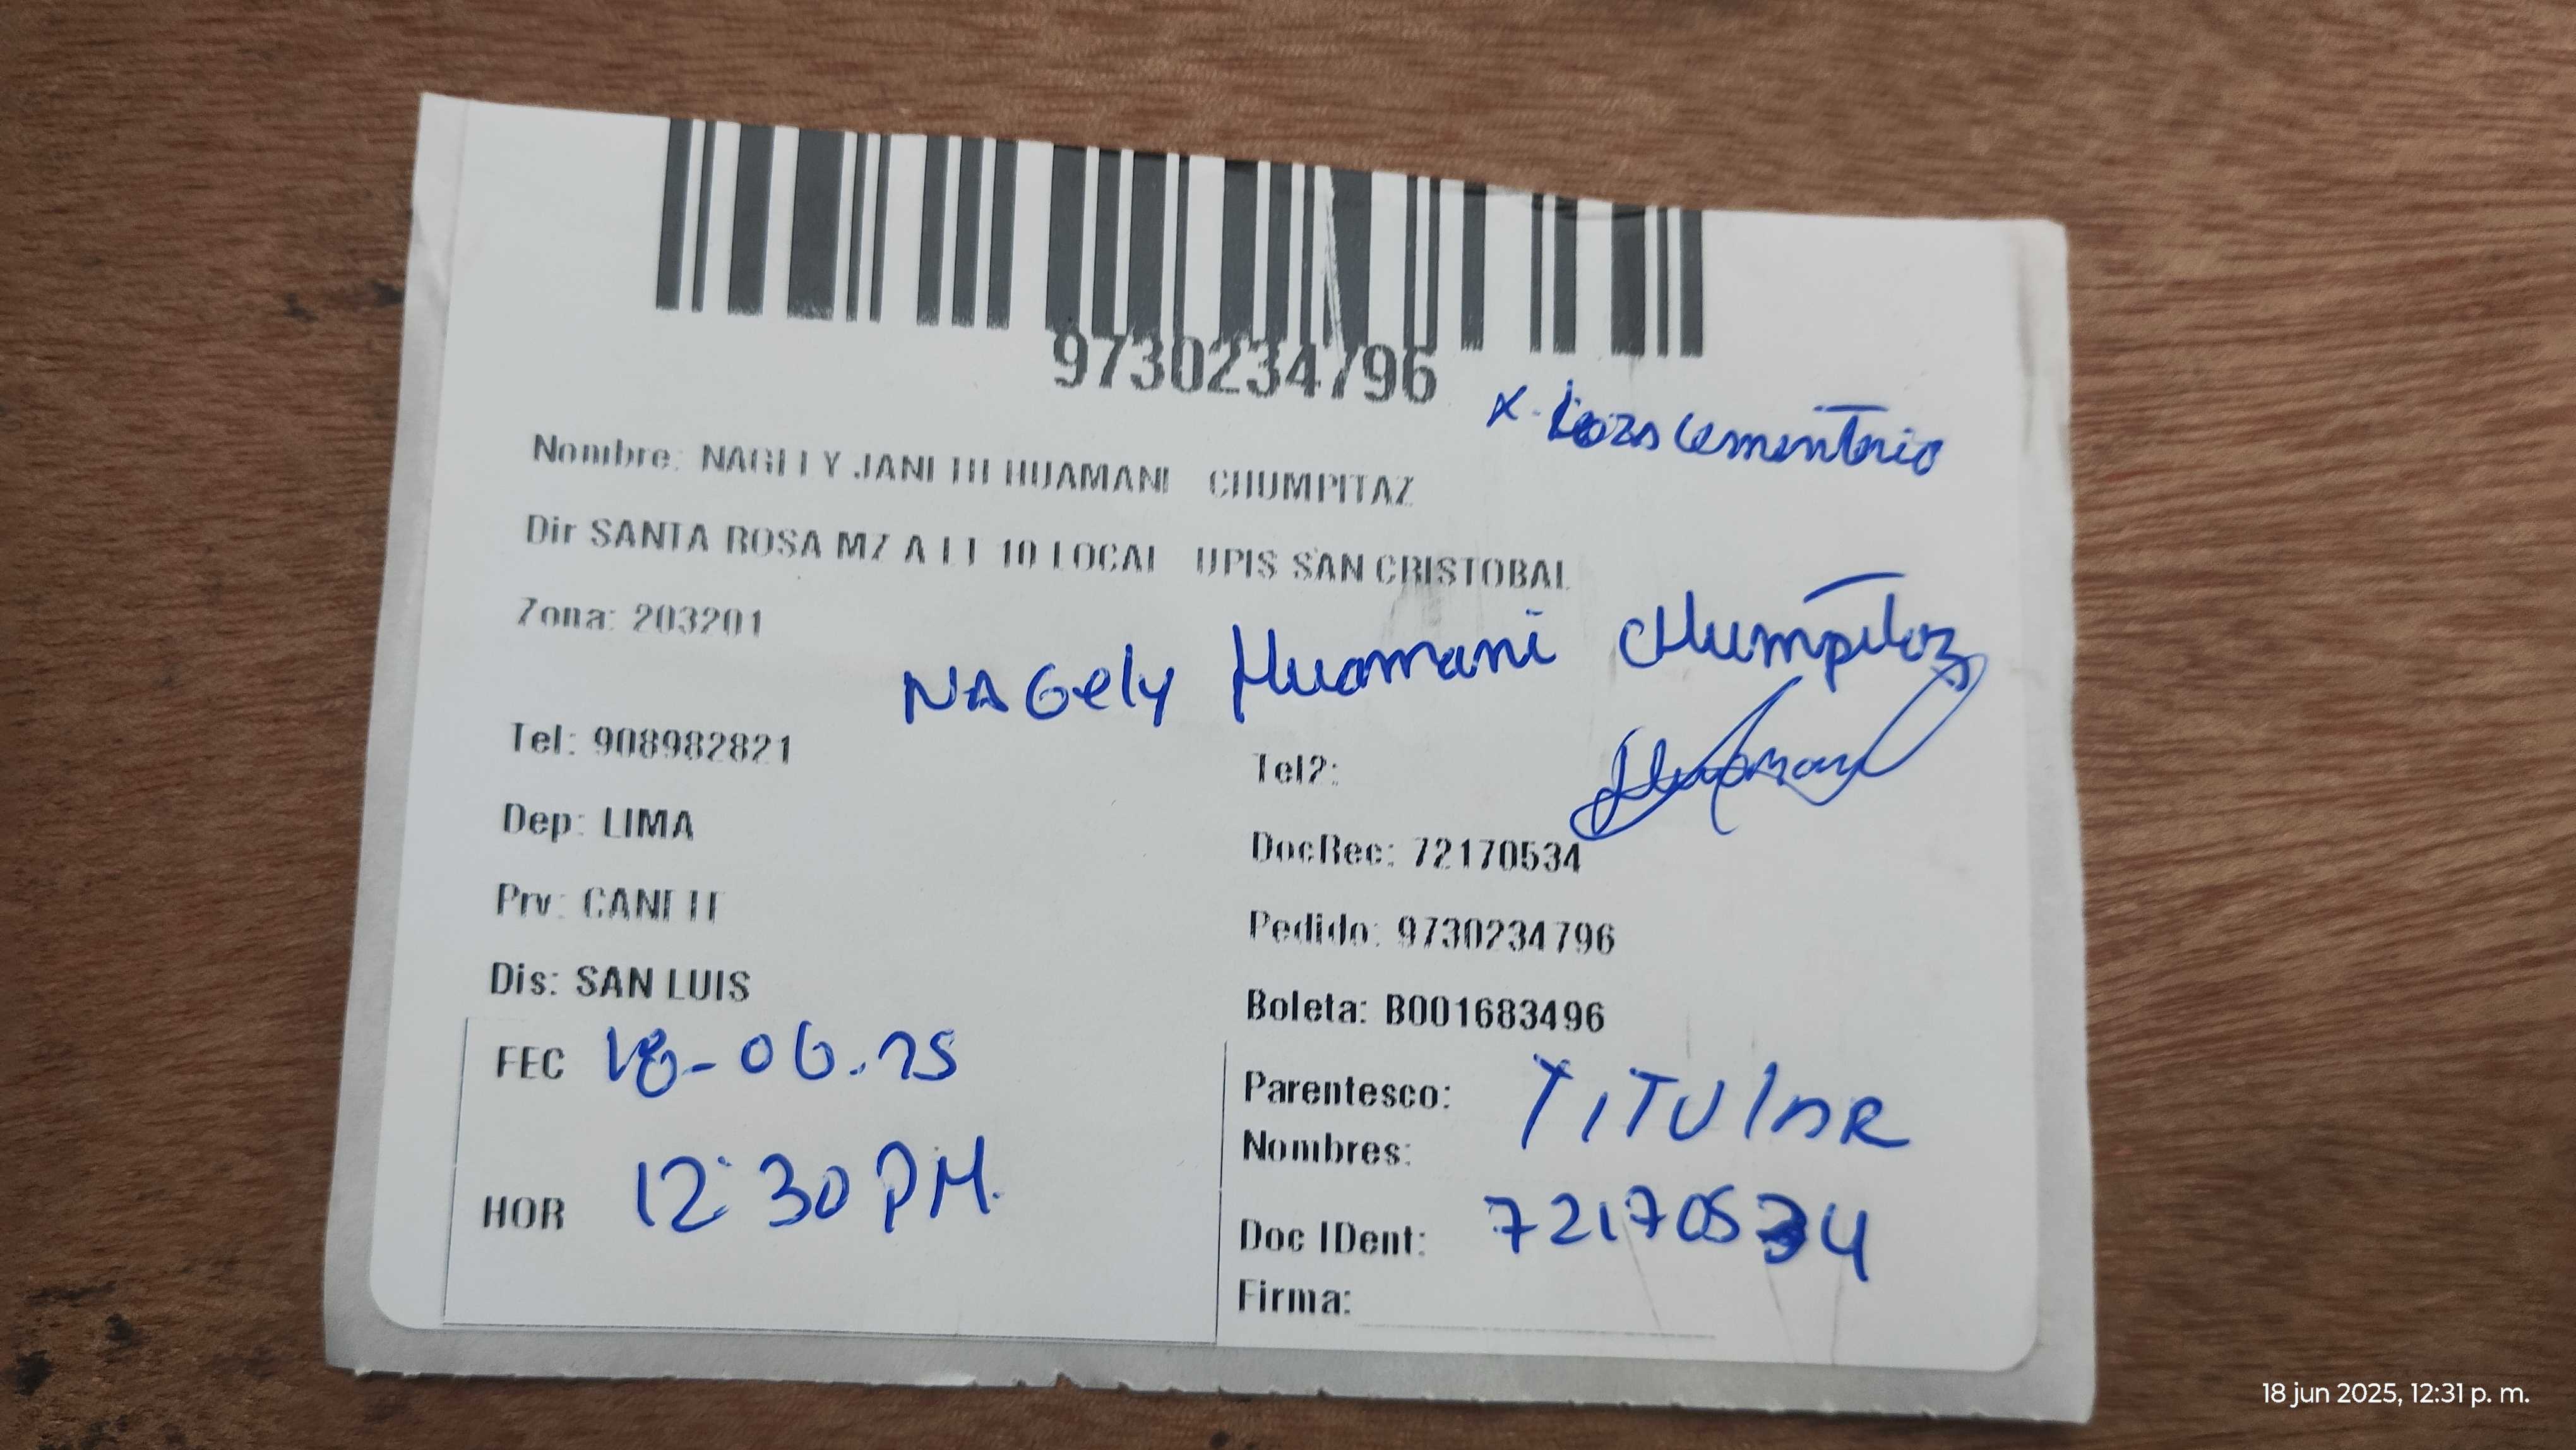 9730234796
x. Loza cementerio
Nombre: NAGELY JANETH HUAMANI CHUMPITAZ
Dir SANTA ROSA MZ A LT 10 LOCAL UPIS SAN CRISTOBAL
Zona: 203201
NAGely Huamani CHumpitaz
Tel: 908982821
Tel2:
Dep: LIMA
DocRec: 72170534
Prv: CANETE
Pedido: 9730234796
Dis: SAN LUIS
Boleta: B001683496
FEC 18-06.25
Parentesco: TITULAR
Nombres:
HOR 12:30 PM.
Doc IDent: 72170534
Firma:
18 jun 2025, 12:31 p. m.